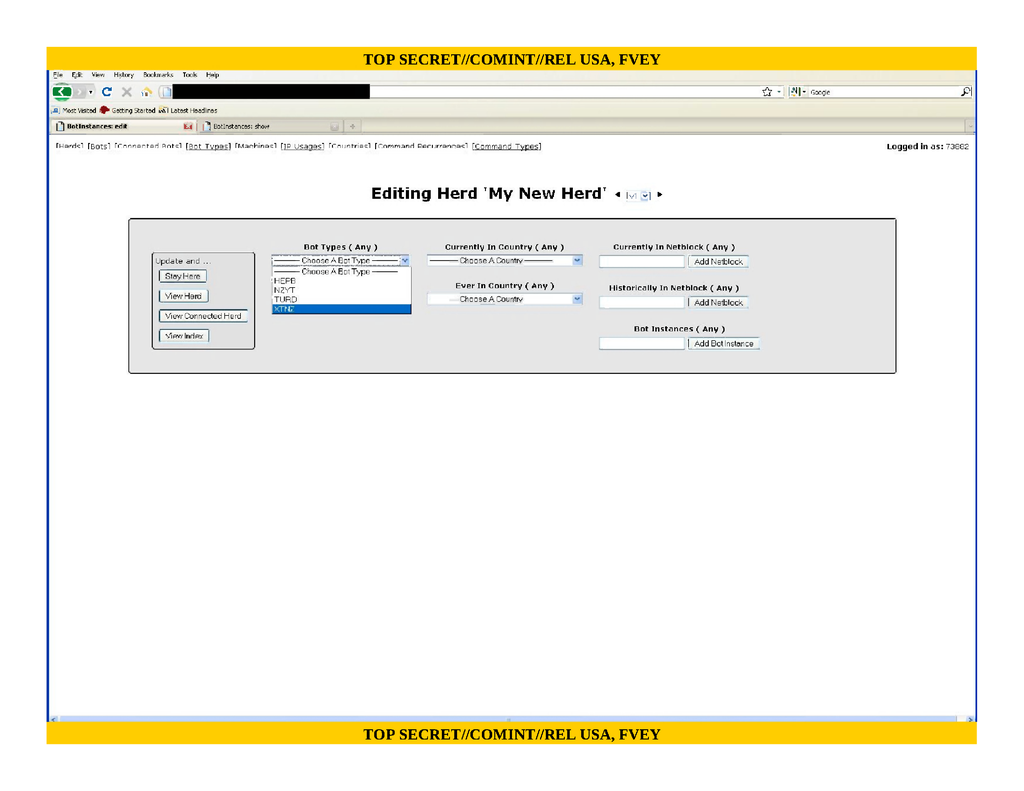 TOP SECRET//COMINT//REL USA, FVEY
File Edit View History Bookmarks Tools Help
Google
Most Visited Getting Started Latest Headlines
BotInstances: edit BotInstances: show
[Herds] [Bots] [Connected Bots] [Bot Types] [Machines] [IP Usages] [Countries] [Command Recurrences] [Command Types] Logged in as: 73882
Editing Herd 'My New Herd'
Update and ...
Stay Here
View Herd
View Connected Herd
View Index
Bot Types ( Any )
Choose A Bot Type
Choose A Bot Type
HERB
NZYT
TURD
XTNZ
Currently In Country ( Any )
Choose A Country
Ever In Country ( Any )
Choose A Country
Currently In Netblock ( Any )
Add Netblock
Historically In Netblock ( Any )
Add Netblock
Bot Instances ( Any )
Add Bot Instance
TOP SECRET//COMINT//REL USA, FVEY